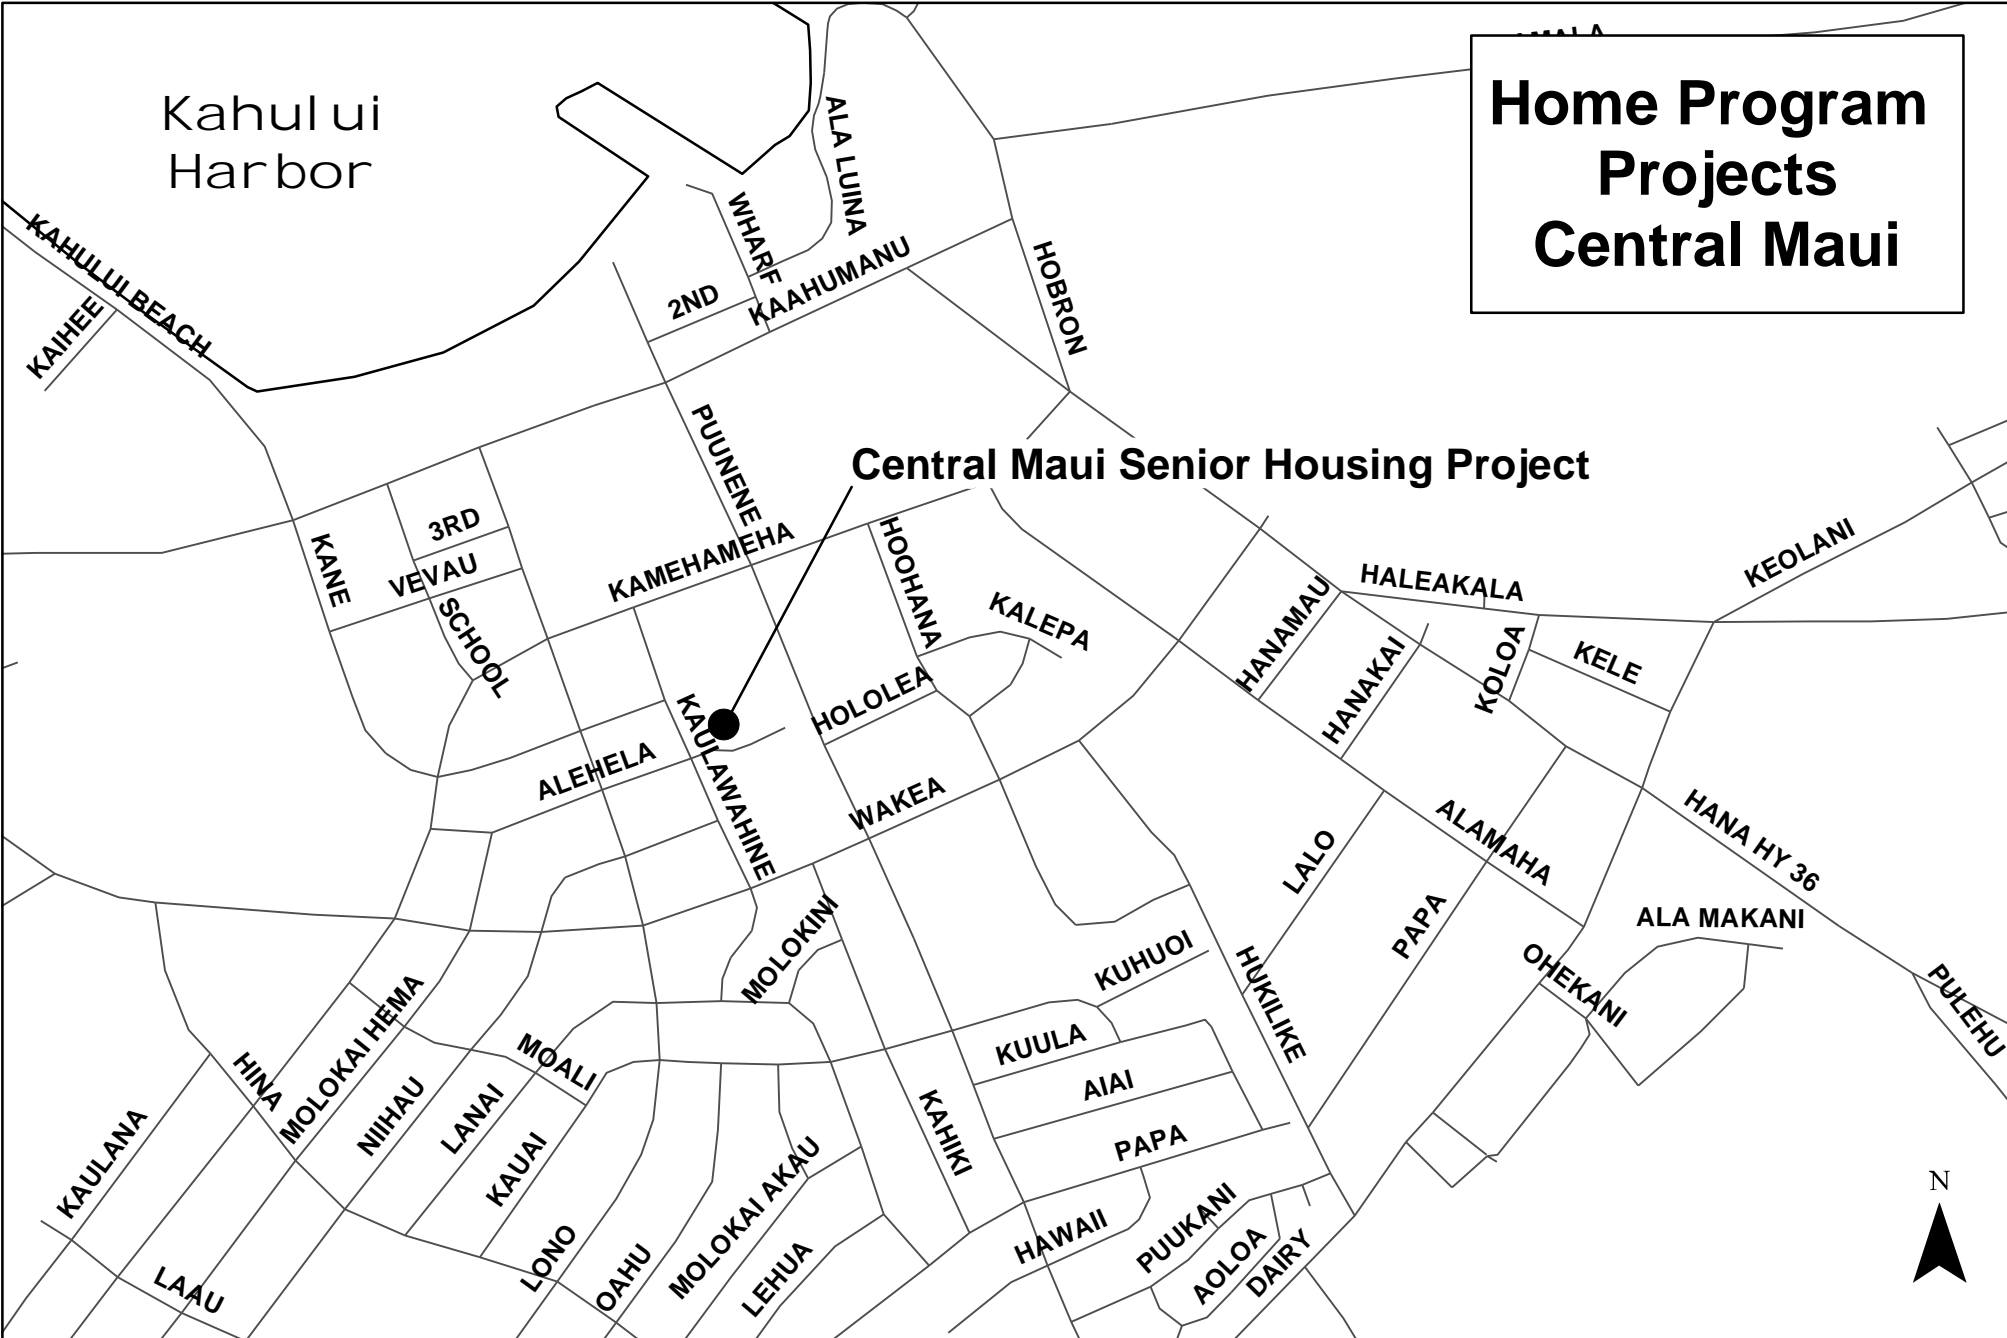 Kahului
Harbor
Home Program
Projects
Central Maui
ALA LUINA
WHARF
KAHULUI BEACH
KAIHEE
2ND
KAAHUMANU
HOBRON
PUUNENE
Central Maui Senior Housing Project
3RD
KANE
VEVAU
SCHOOL
KAMEHAMEHA
HOOHANA
KALEPA
HANAMAU
HALEAKALA
KEOLANI
HANAKAI
KOLOA
KELE
KAULAWAHINE
HOLOLEA
ALEHELA
WAKEA
LALO
ALAMAHA
HANA HY 36
PAPA
ALA MAKANI
MOLOKINI
KUHUOI
HUKILIKE
OHEKANI
PULEHU
MOLOKAI HEMA
HINA
MOALI
KUULA
AIAI
NIIHAU
LANAI
KAUAI
KAULANA
KAHIKI
PAPA
LAAU
LONO
OAHU
MOLOKAI AKAU
LEHUA
HAWAII
PUUKANI
AOLOA
DAIRY
N